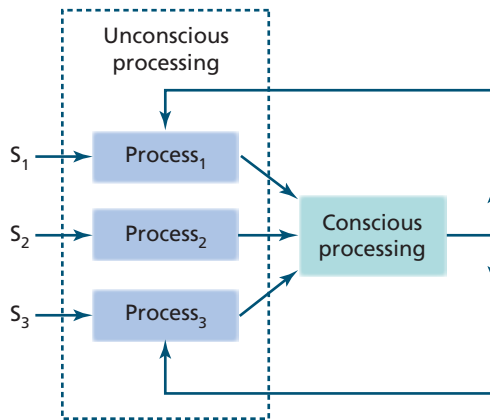 Unconscious
processing
S₁
Process₁
S₂
Process₂
Conscious
processing
S₃
Process₃